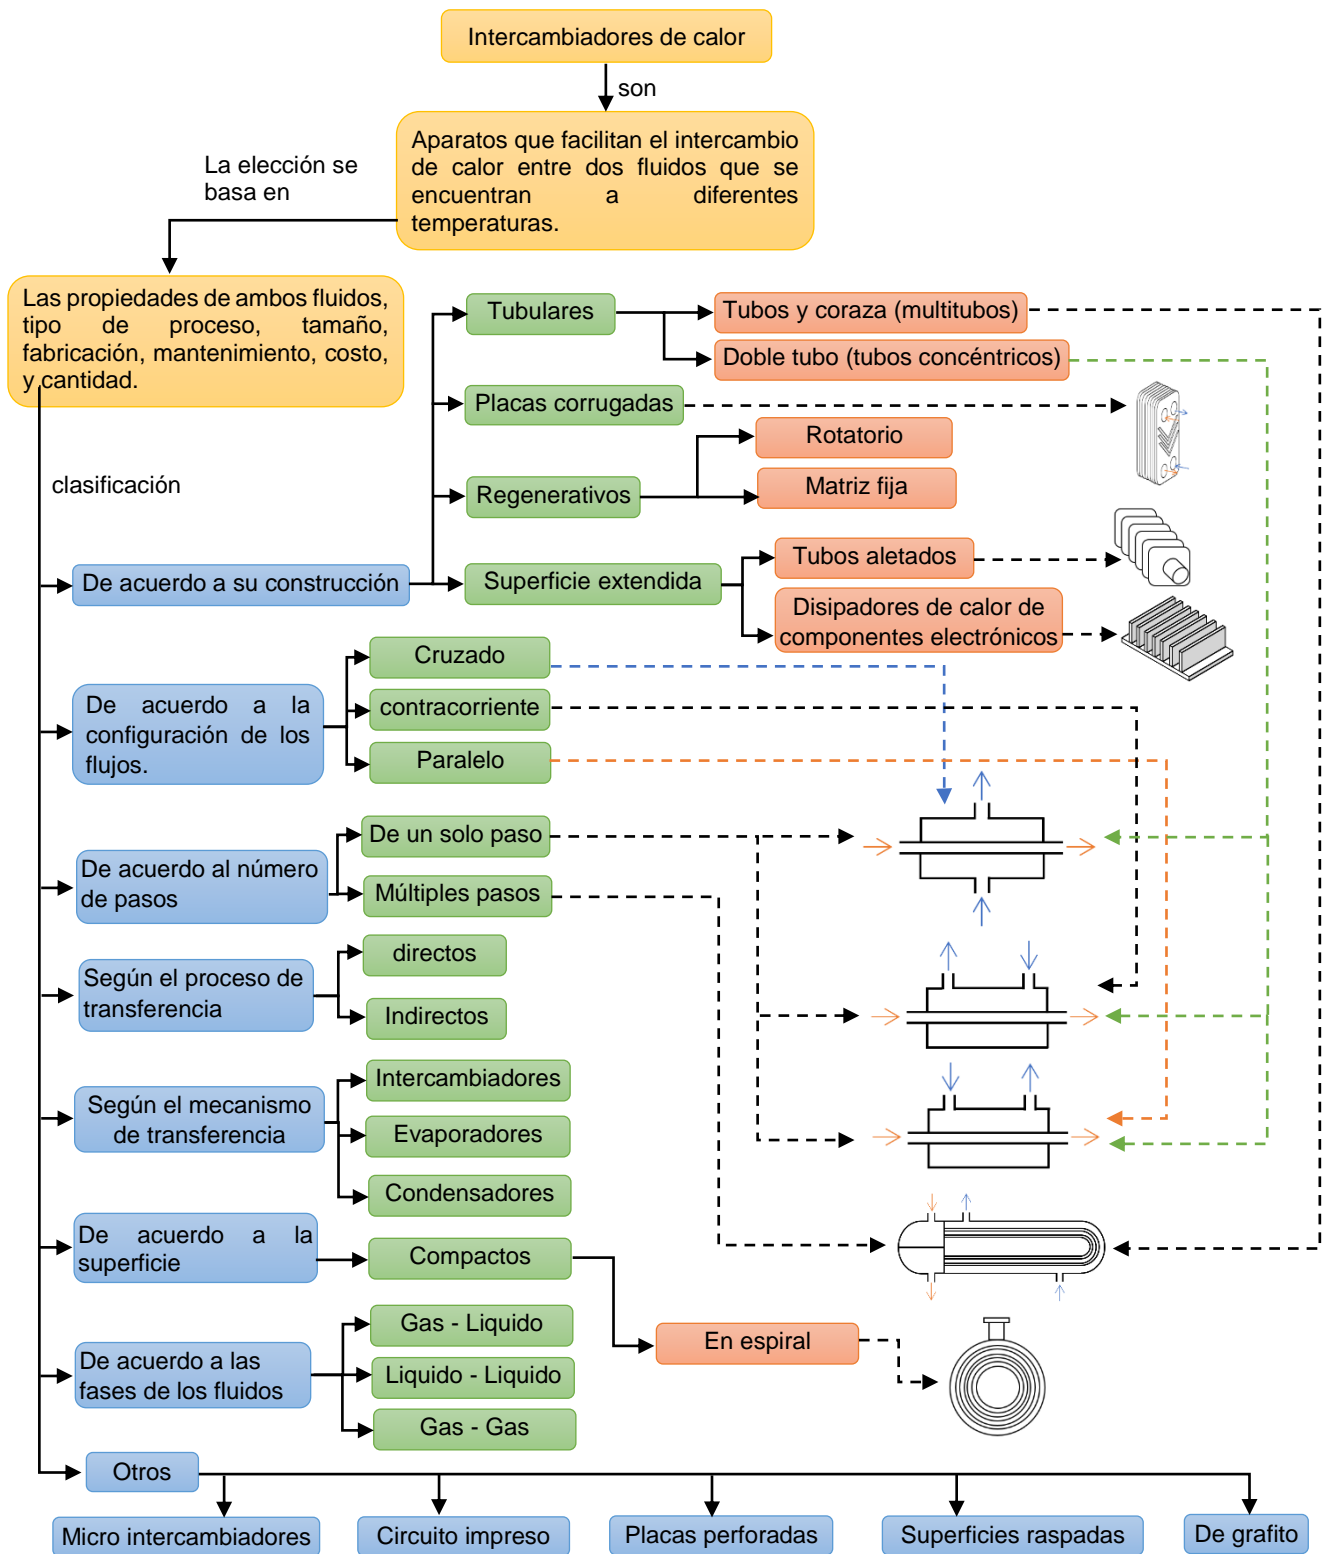 Intercambiadores de calor
son
Aparatos que facilitan el intercambio
de calor entre dos fluidos que se
encuentran a diferentes
temperaturas.
La elección se
basa en
Las propiedades de ambos fluidos,
tipo de proceso, tamaño,
fabricación, mantenimiento, costo,
y cantidad.
clasificación
De acuerdo a su construcción
Tubulares
Tubos y coraza (multitubos)
Doble tubo (tubos concéntricos)
Placas corrugadas
Regenerativos
Rotatorio
Matriz fija
Superficie extendida
Tubos aletados
Disipadores de calor de
componentes electrónicos
De acuerdo a la
configuración de los
flujos.
Cruzado
contracorriente
Paralelo
De acuerdo al número
de pasos
De un solo paso
Múltiples pasos
Según el proceso de
transferencia
directos
Indirectos
Según el mecanismo
de transferencia
Intercambiadores
Evaporadores
Condensadores
De acuerdo a la
superficie
Compactos
En espiral
De acuerdo a las
fases de los fluidos
Gas - Liquido
Liquido - Liquido
Gas - Gas
Otros
Micro intercambiadores
Circuito impreso
Placas perforadas
Superficies raspadas
De grafito